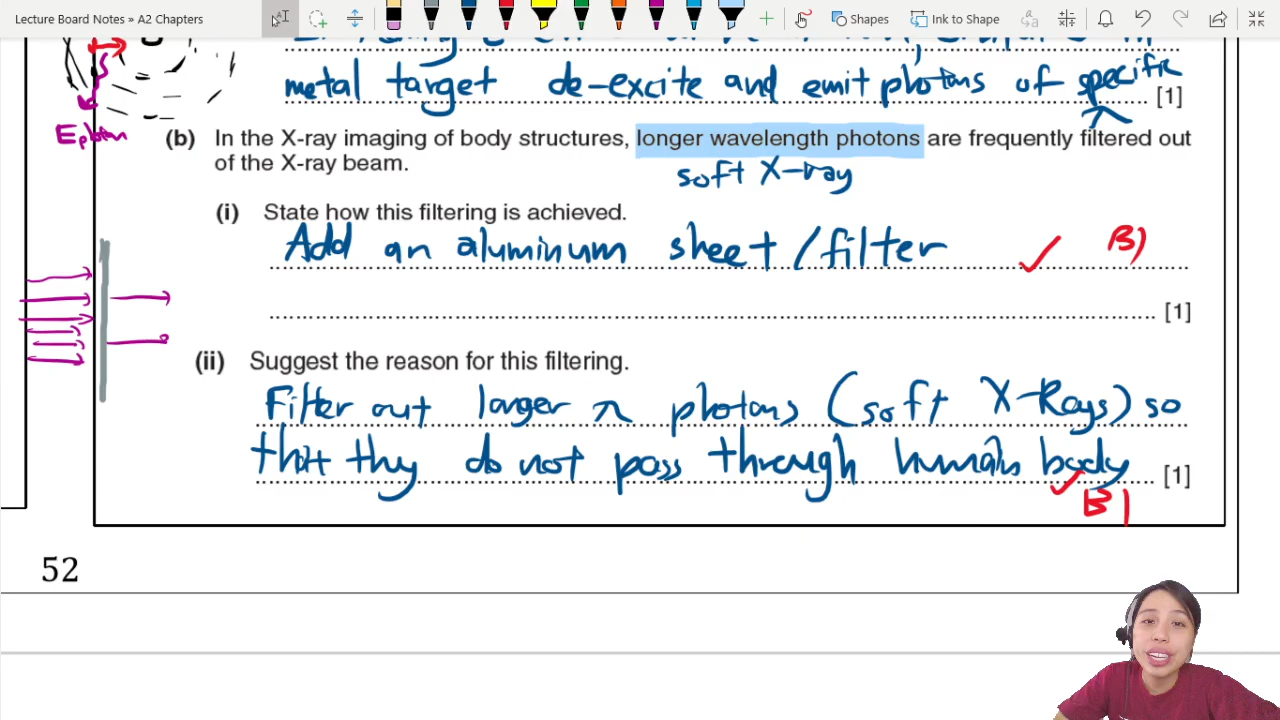 Lecture Board Notes » A2 Chapters
Shapes
Ink to Shape
metal target de-excite and emit photons of specific [1]
λ
Ephoton
(b) In the X-ray imaging of body structures, longer wavelength photons are frequently filtered out
of the X-ray beam.
soft X-ray
(i) State how this filtering is achieved.
Add an aluminum sheet/filter ✓ B1
[1]
(ii) Suggest the reason for this filtering.
Filter out larger λ photons (soft X-Rays) so
that thy do not pass through human body ✓ [1]
B1
52